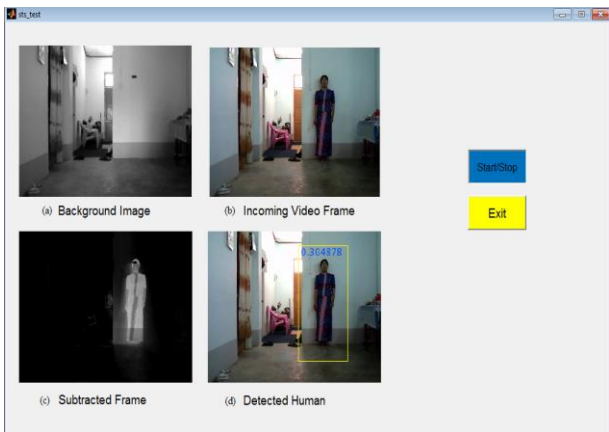 sts_test
(a) Background Image
(b) Incoming Video Frame
Start/Stop
Exit
0.304878
(c) Subtracted Frame
(d) Detected Human